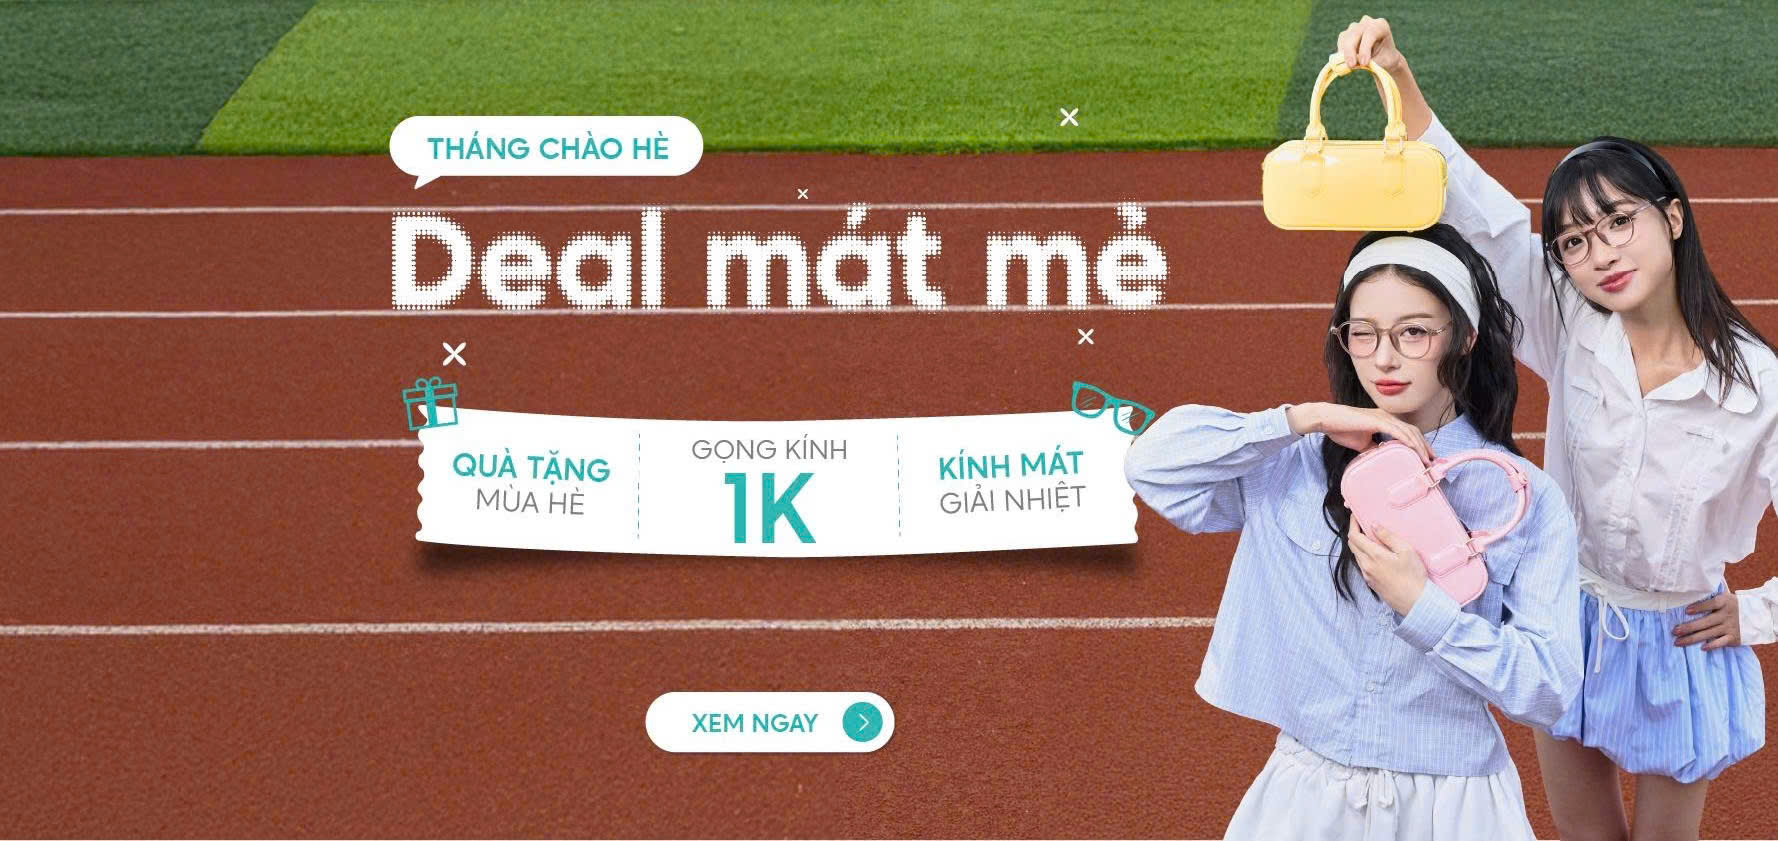 THÁNG CHÀO HÈ
Deal mát mẻ
QUÀ TẶNG
MÙA HÈ
GỌNG KÍNH
1K
KÍNH MÁT
GIẢI NHIỆT
XEM NGAY